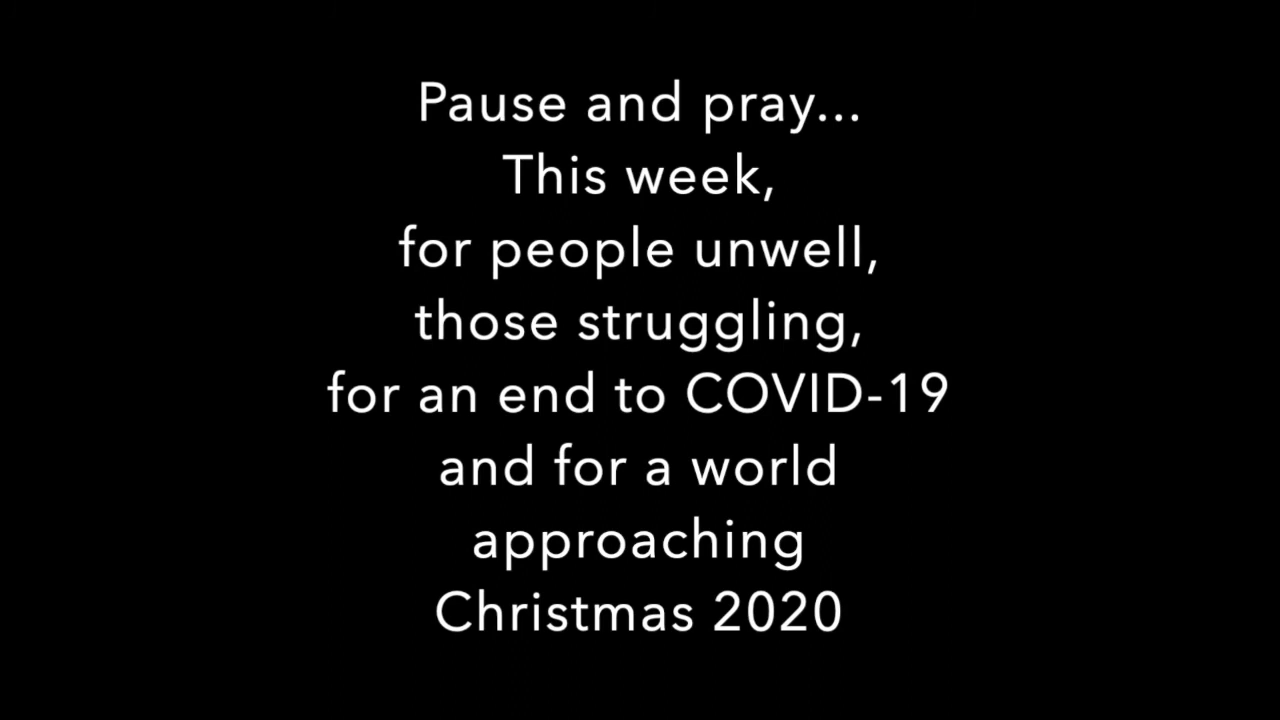 Pause and pray...
This week,
for people unwell,
those struggling,
for an end to COVID-19
and for a world
approaching
Christmas 2020